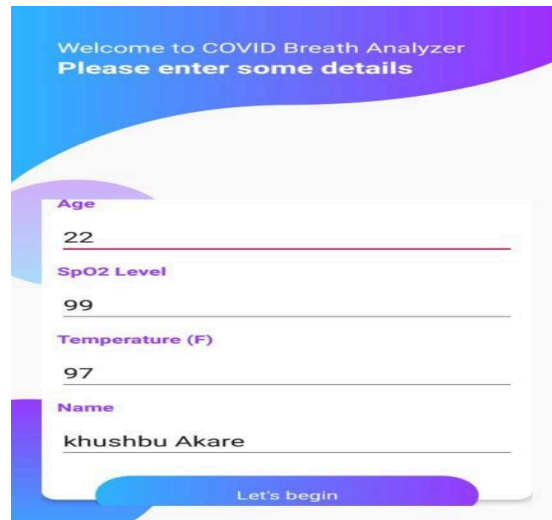 Welcome to COVID Breath Analyzer
Please enter some details
Age
22
SpO2 Level
99
Temperature (F)
97
Name
khushbu Akare
Let's begin